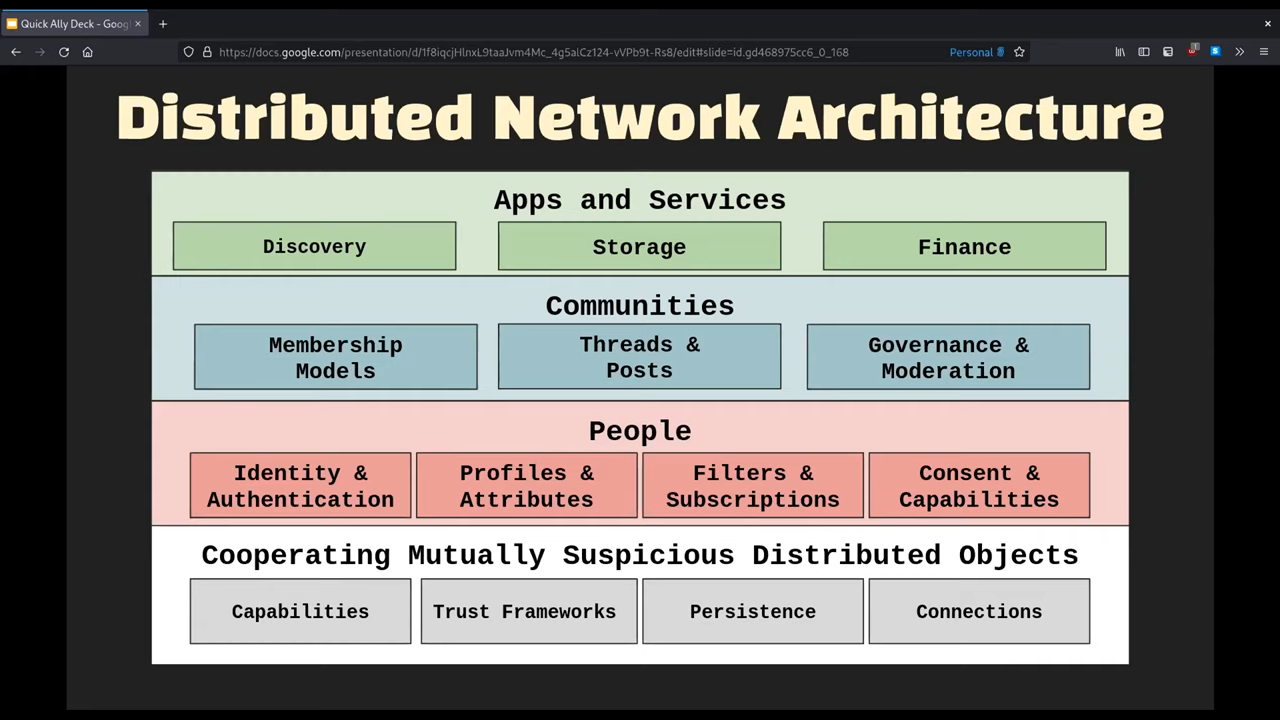 Quick Ally Deck - Goog
https://docs.google.com/presentation/d/1f8iqcjHlnxL9taaJvm4Mc_4g5alCz124-vVPb9t-Rs8/edit#slide=id.gd468975cc6_0_168
Personal
Distributed Network Architecture
Apps and Services
Discovery
Storage
Finance
Communities
Membership
Models
Threads &
Posts
Governance &
Moderation
People
Identity &
Authentication
Profiles &
Attributes
Filters &
Subscriptions
Consent &
Capabilities
Cooperating Mutually Suspicious Distributed Objects
Capabilities
Trust Frameworks
Persistence
Connections